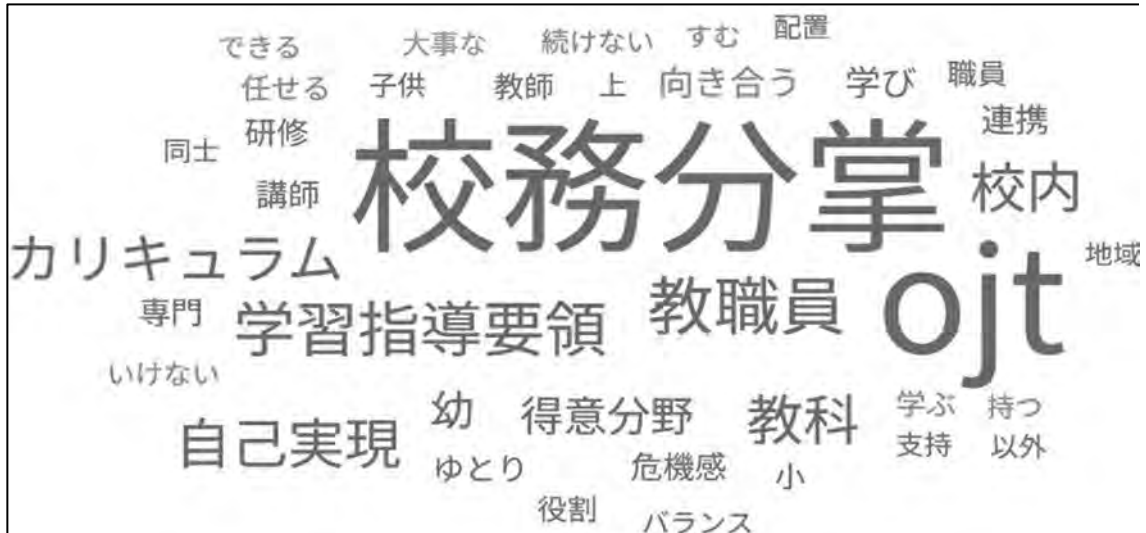 できる 大事な 続けない すむ 配置
任せる 子供 教師 上 向き合う 学び 職員
同士 研修 校務分掌 連携
講師 校内
カリキュラム 地域
専門 学習指導要領 教職員 ojt
いけない
自己実現 幼 得意分野 教科 学ぶ 持つ
支持 以外
ゆとり 危機感 小
役割 バランス